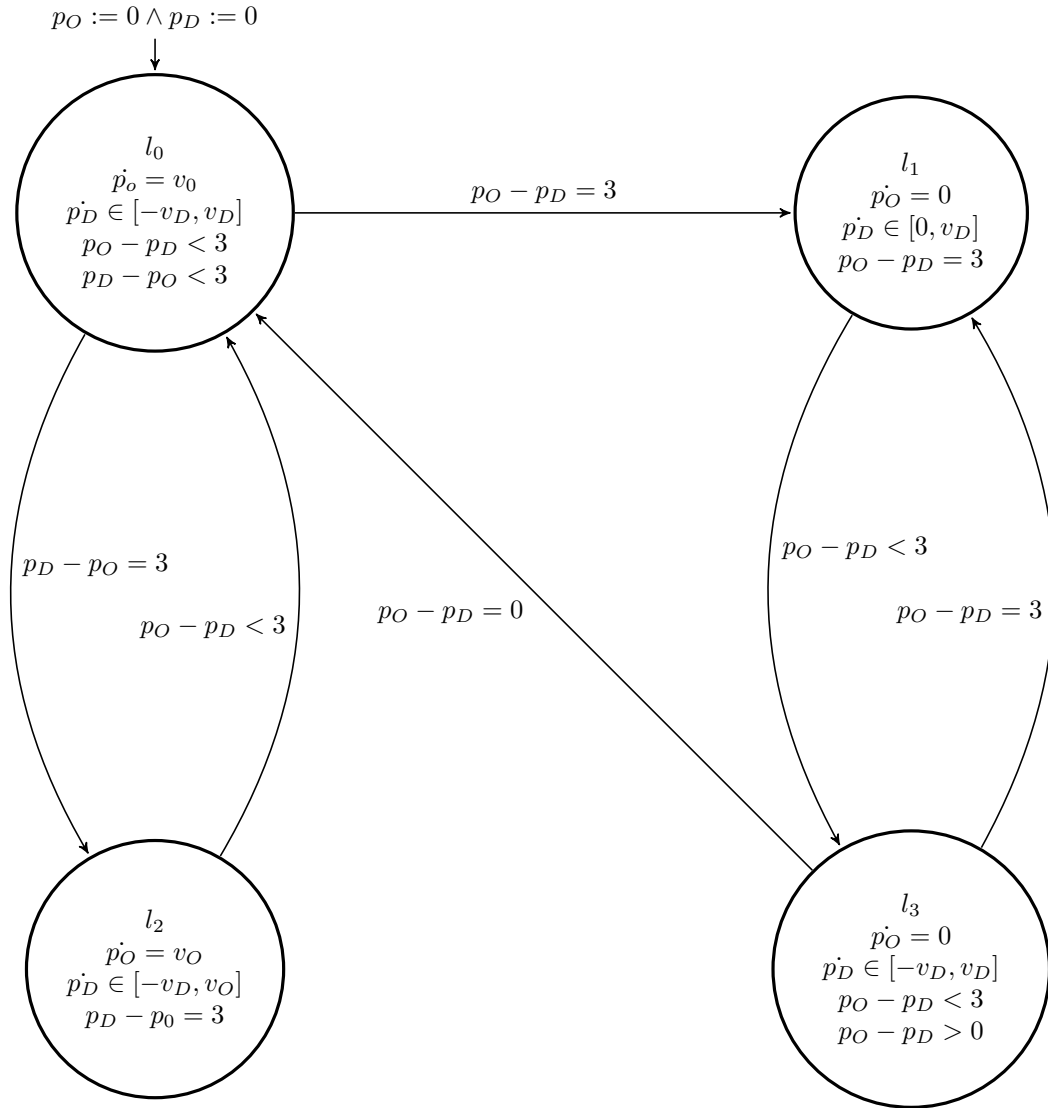 p_O := 0 ∧ p_D := 0
l_0
ṗ_o = v_0
ṗ_D ∈ [−v_D, v_D]
p_O − p_D < 3
p_D − p_O < 3
p_O − p_D = 3
l_1
ṗ_O = 0
ṗ_D ∈ [0, v_D]
p_O − p_D = 3
p_D − p_O = 3
p_O − p_D < 3
p_O − p_D = 0
p_O − p_D < 3
p_O − p_D = 3
l_2
ṗ_O = v_O
ṗ_D ∈ [−v_D, v_O]
p_D − p_0 = 3
l_3
ṗ_O = 0
ṗ_D ∈ [−v_D, v_D]
p_O − p_D < 3
p_O − p_D > 0